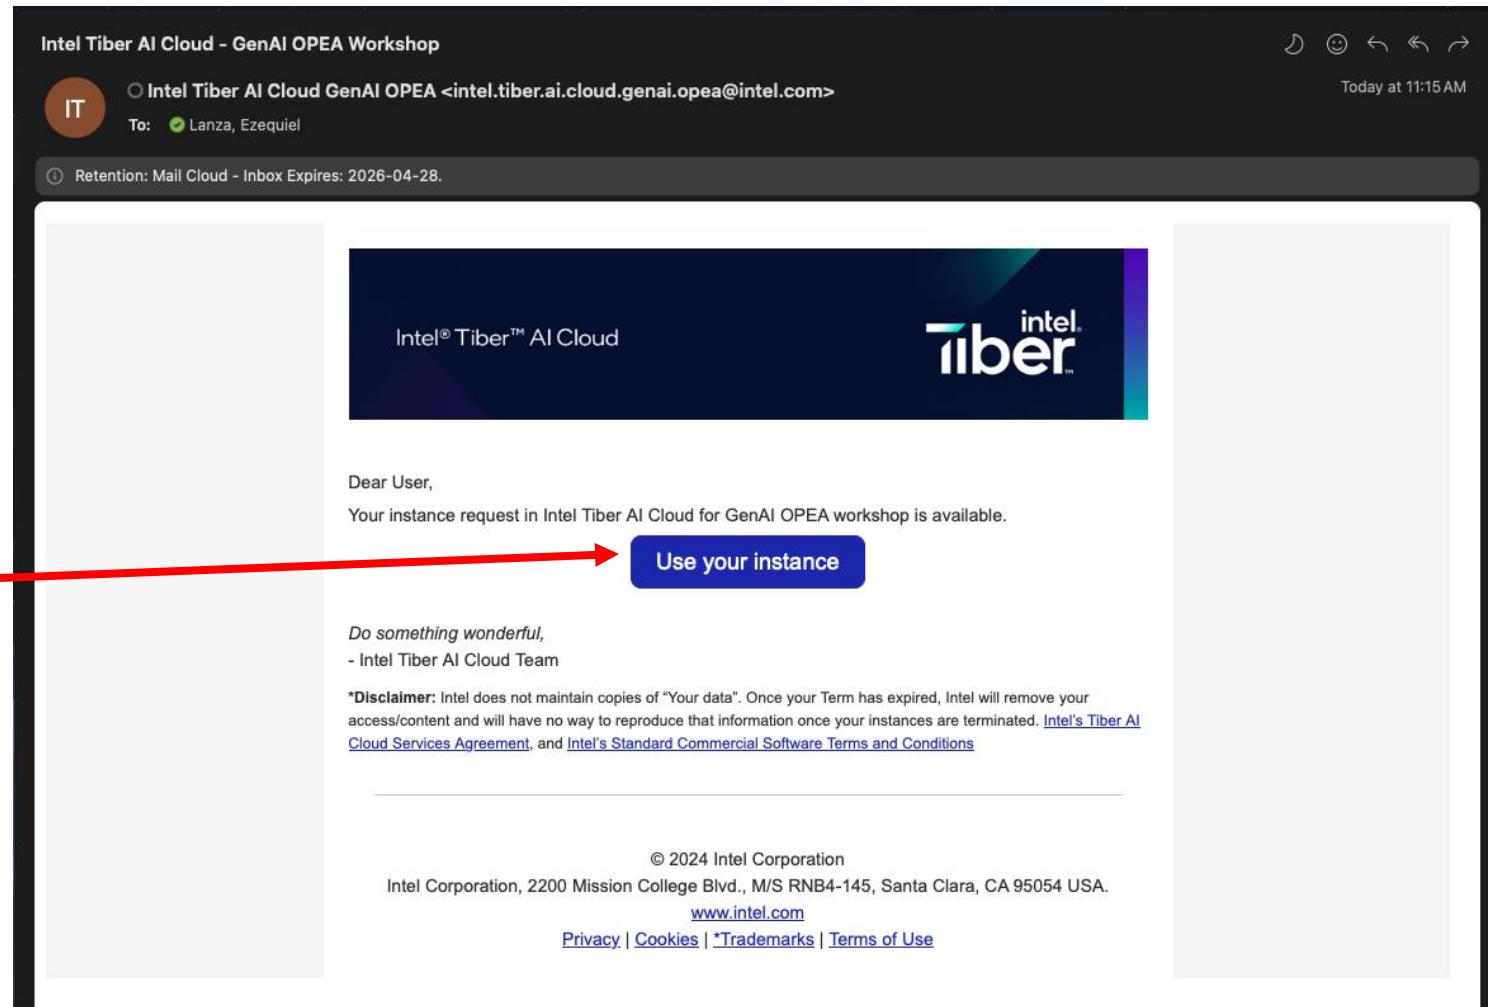 Intel Tiber AI Cloud - GenAI OPEA Workshop
IT
Intel Tiber AI Cloud GenAI OPEA <intel.tiber.ai.cloud.genai.opea@intel.com>
Today at 11:15 AM
To: Lanza, Ezequiel
Retention: Mail Cloud - Inbox Expires: 2026-04-28.
Intel® Tiber™ AI Cloud
intel.
Tiber™
Dear User,
Your instance request in Intel Tiber AI Cloud for GenAI OPEA workshop is available.
Use your instance
Do something wonderful,
- Intel Tiber AI Cloud Team
*Disclaimer: Intel does not maintain copies of “Your data”. Once your Term has expired, Intel will remove your
access/content and will have no way to reproduce that information once your instances are terminated. Intel's Tiber AI
Cloud Services Agreement, and Intel's Standard Commercial Software Terms and Conditions
© 2024 Intel Corporation
Intel Corporation, 2200 Mission College Blvd., M/S RNB4-145, Santa Clara, CA 95054 USA.
www.intel.com
Privacy | Cookies | *Trademarks | Terms of Use